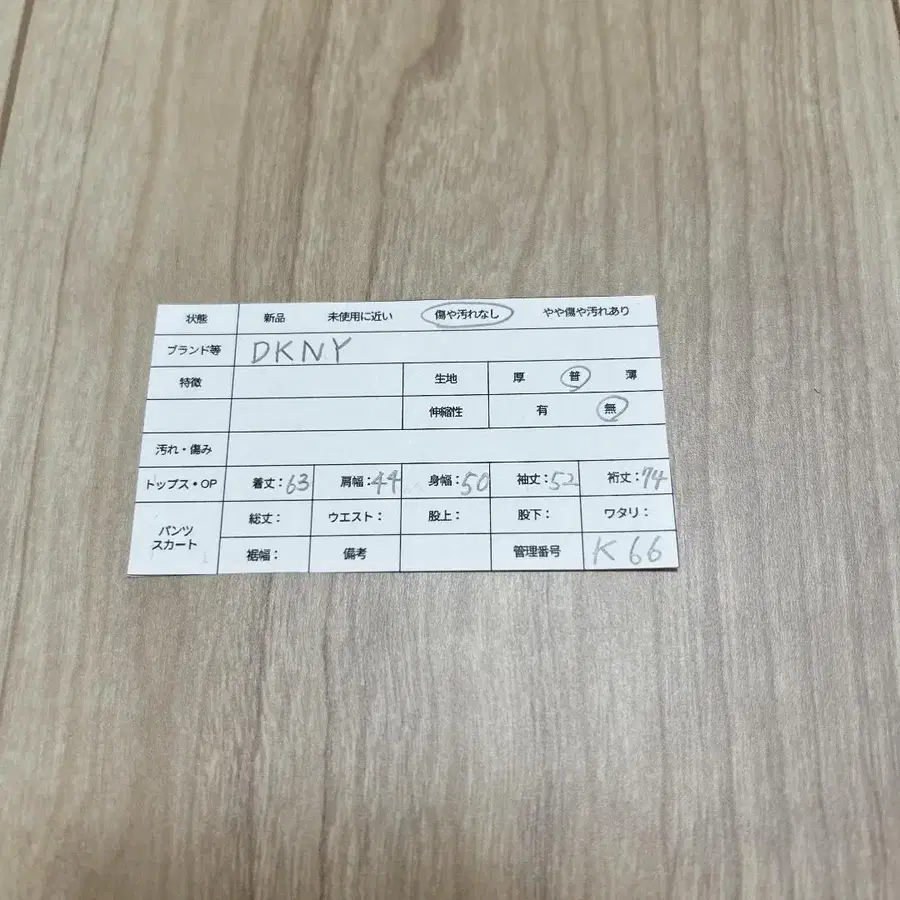 状態 新品 未使用に近い 傷や汚れなし やや傷や汚れあり
ブランド等 DKNY
特徴 生地 厚 普 薄
伸縮性 有 無
汚れ・傷み
トップス・OP 着丈：63 肩幅：44 身幅：50 袖丈：52 裄丈：74
パンツ スカート 総丈： ウエスト： 股上： 股下： ワタリ：
裾幅： 備考 管理番号 K66